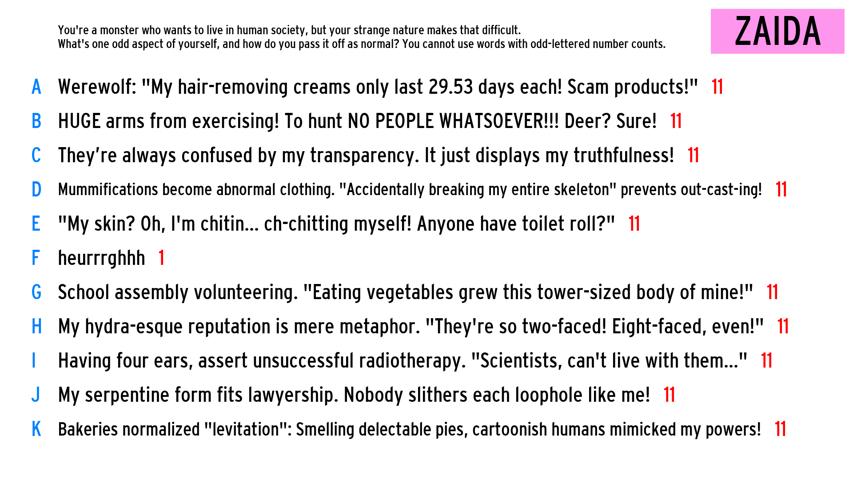 You're a monster who wants to live in human society, but your strange nature makes that difficult.
What's one odd aspect of yourself, and how do you pass it off as normal? You cannot use words with odd-lettered number counts.
ZAIDA
A Werewolf: "My hair-removing creams only last 29.53 days each! Scam products!" 11
B HUGE arms from exercising! To hunt NO PEOPLE WHATSOEVER!!! Deer? Sure! 11
C They’re always confused by my transparency. It just displays my truthfulness! 11
D Mummifications become abnormal clothing. "Accidentally breaking my entire skeleton" prevents out-cast-ing! 11
E "My skin? Oh, I'm chitin... ch-chitting myself! Anyone have toilet roll?" 11
F heurrrghhh 1
G School assembly volunteering. "Eating vegetables grew this tower-sized body of mine!" 11
H My hydra-esque reputation is mere metaphor. "They're so two-faced! Eight-faced, even!" 11
I Having four ears, assert unsuccessful radiotherapy. "Scientists, can't live with them..." 11
J My serpentine form fits lawyership. Nobody slithers each loophole like me! 11
K Bakeries normalized "levitation": Smelling delectable pies, cartoonish humans mimicked my powers! 11